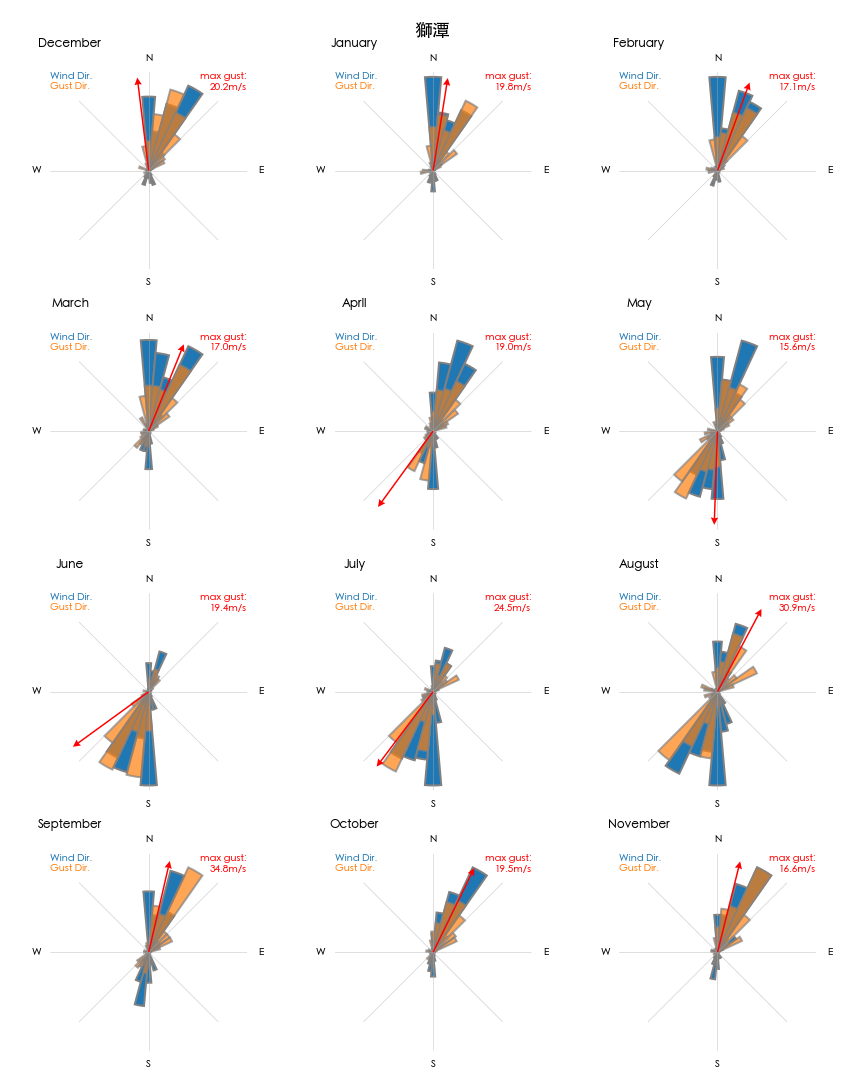 獅潭
December
January
February
N
N
N
Wind Dir.
Gust Dir.
max gust:
20.2m/s
Wind Dir.
Gust Dir.
max gust:
19.8m/s
Wind Dir.
Gust Dir.
max gust:
17.1m/s
W
E
W
E
W
E
S
S
S
March
April
May
N
N
N
Wind Dir.
Gust Dir.
max gust:
17.0m/s
Wind Dir.
Gust Dir.
max gust:
19.0m/s
Wind Dir.
Gust Dir.
max gust:
15.6m/s
W
E
W
E
W
E
S
S
S
June
July
August
N
N
N
Wind Dir.
Gust Dir.
max gust:
19.4m/s
Wind Dir.
Gust Dir.
max gust:
24.5m/s
Wind Dir.
Gust Dir.
max gust:
30.9m/s
W
E
W
E
W
E
S
S
S
September
October
November
N
N
N
Wind Dir.
Gust Dir.
max gust:
34.8m/s
Wind Dir.
Gust Dir.
max gust:
19.5m/s
Wind Dir.
Gust Dir.
max gust:
16.6m/s
W
E
W
E
W
E
S
S
S